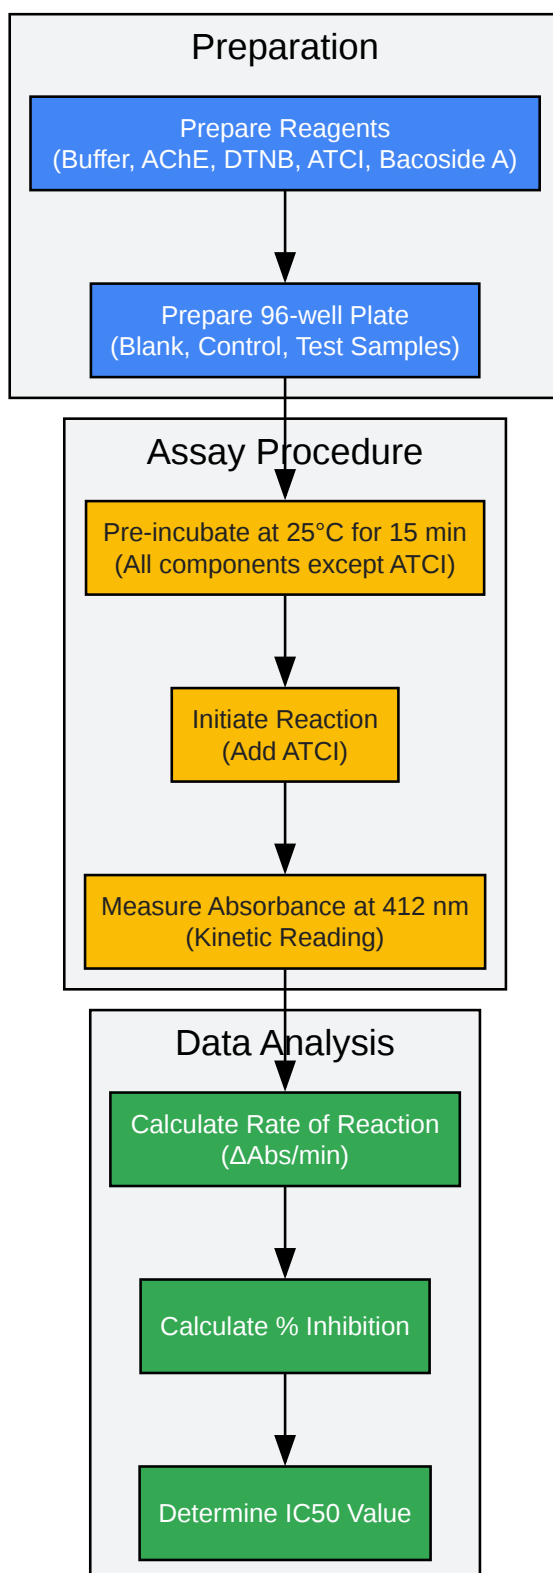 Preparation
Prepare Reagents
(Buffer, AChE, DTNB, ATCI, Bacoside A)
Prepare 96-well Plate
(Blank, Control, Test Samples)
Assay Procedure
Pre-incubate at 25°C for 15 min
(All components except ATCI)
Initiate Reaction
(Add ATCI)
Measure Absorbance at 412 nm
(Kinetic Reading)
Data Analysis
Calculate Rate of Reaction
(ΔAbs/min)
Calculate % Inhibition
Determine IC50 Value